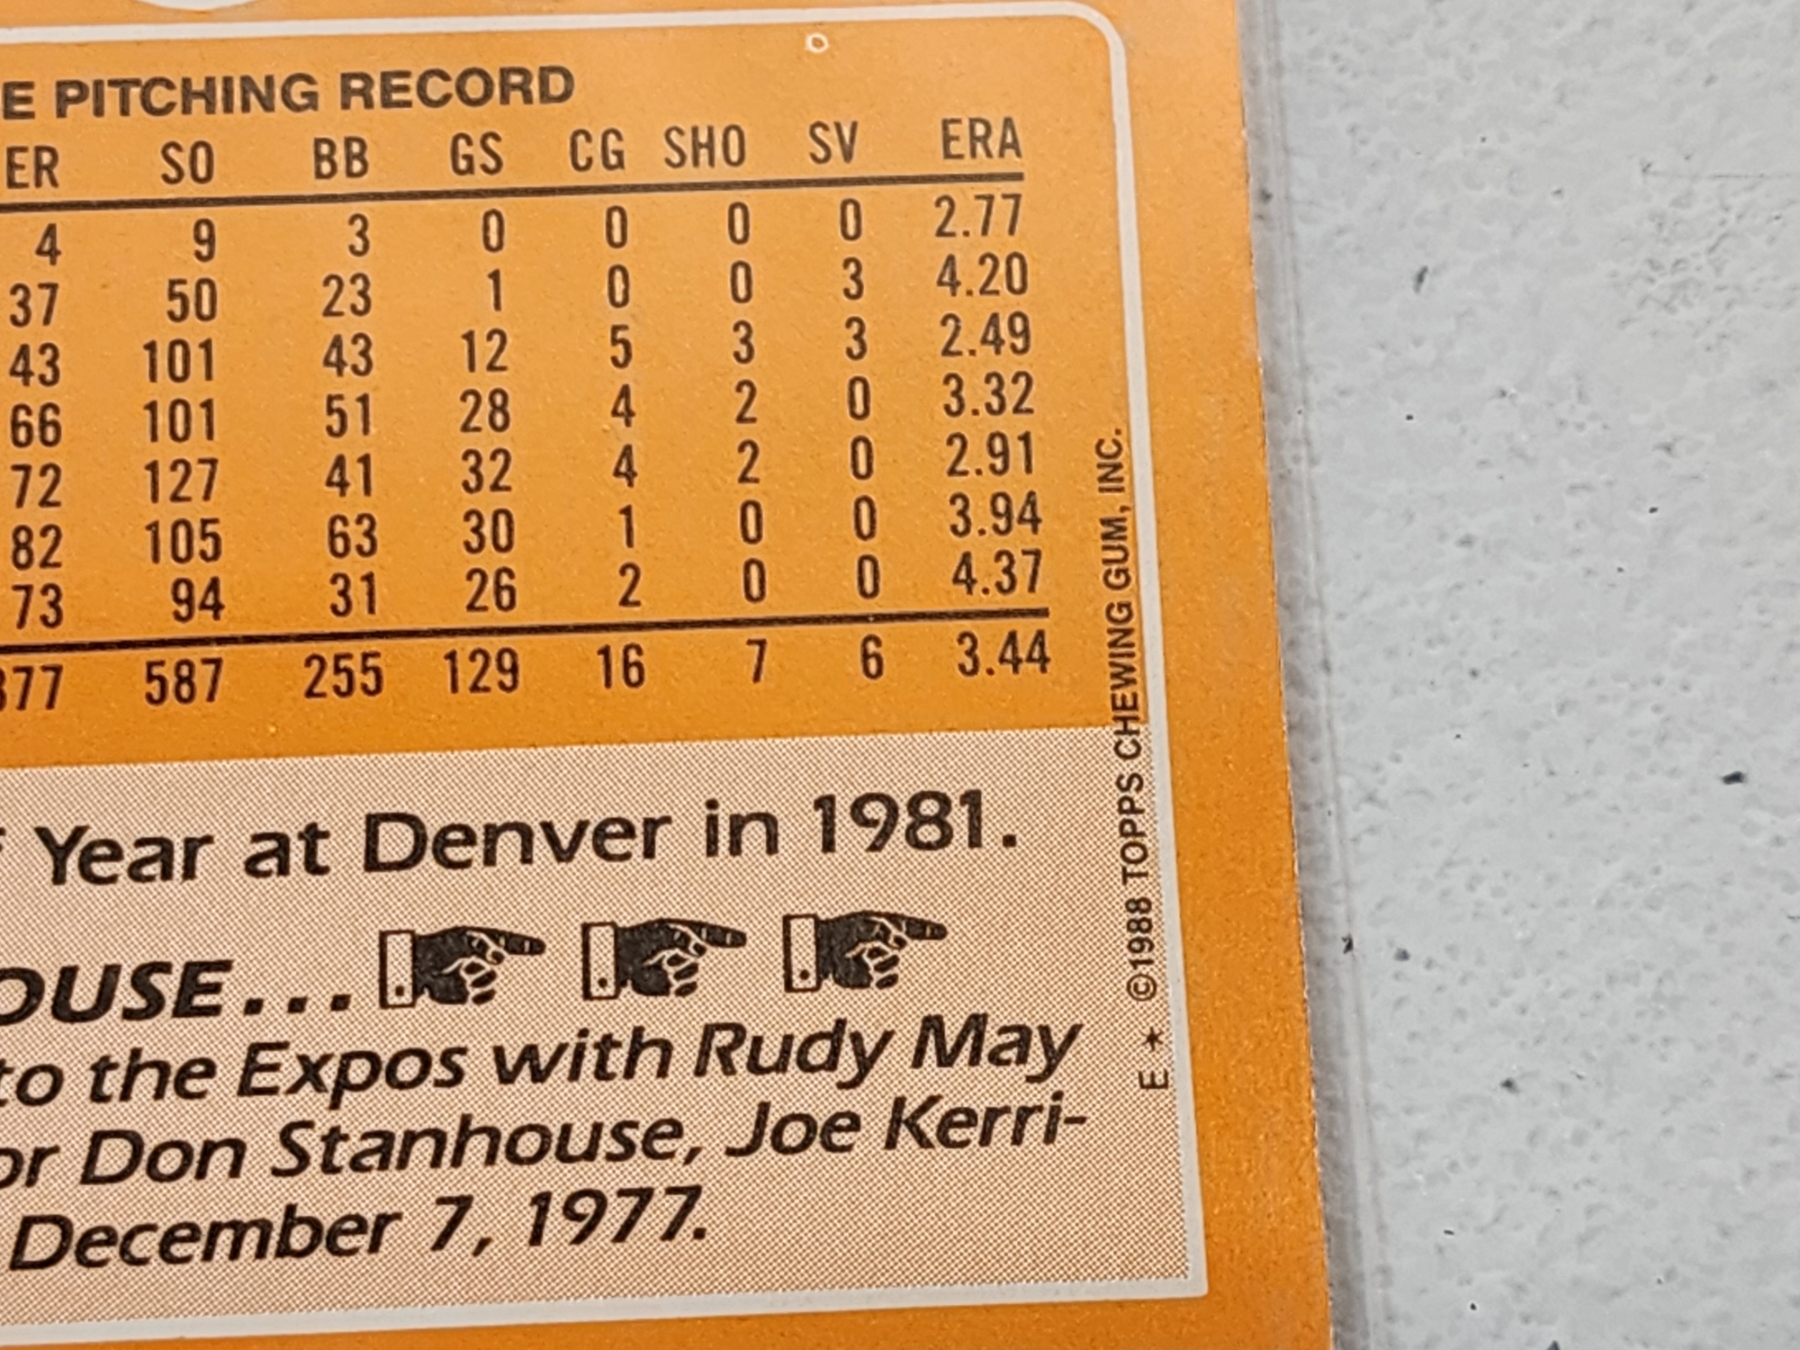 E PITCHING RECORD
ER SO BB GS CG SHO SV ERA
4 9 3 0 0 0 0 2.77
37 50 23 1 0 0 3 4.20
43 101 43 12 5 3 3 2.49
66 101 51 28 4 2 0 3.32
72 127 41 32 4 2 0 2.91
82 105 63 30 1 0 0 3.94
73 94 31 26 2 0 0 4.37
377 587 255 129 16 7 6 3.44
Year at Denver in 1981.
OUSE...
to the Expos with Rudy May
or Don Stanhouse, Joe Kerri-
December 7, 1977.
E ★ ©1988 TOPPS CHEWING GUM, INC.